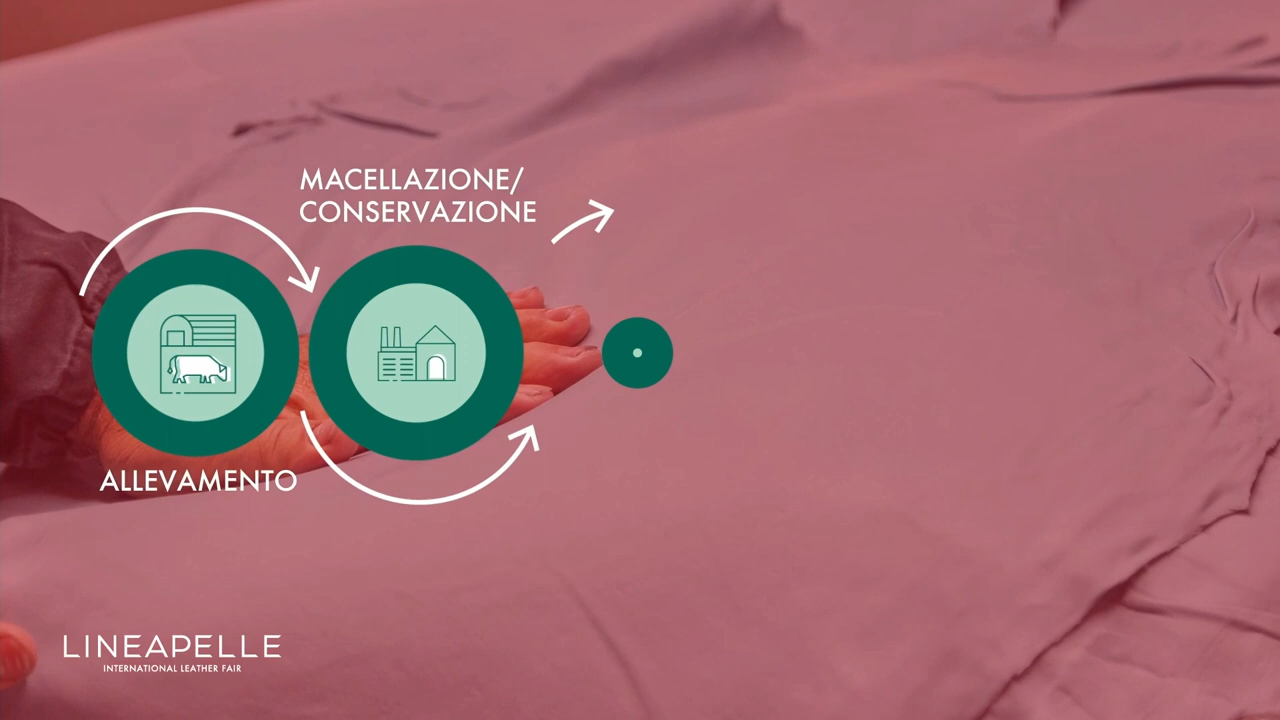 MACELLAZIONE/
CONSERVAZIONE
ALLEVAMENTO
LINEAPELLE
INTERNATIONAL LEATHER FAIR